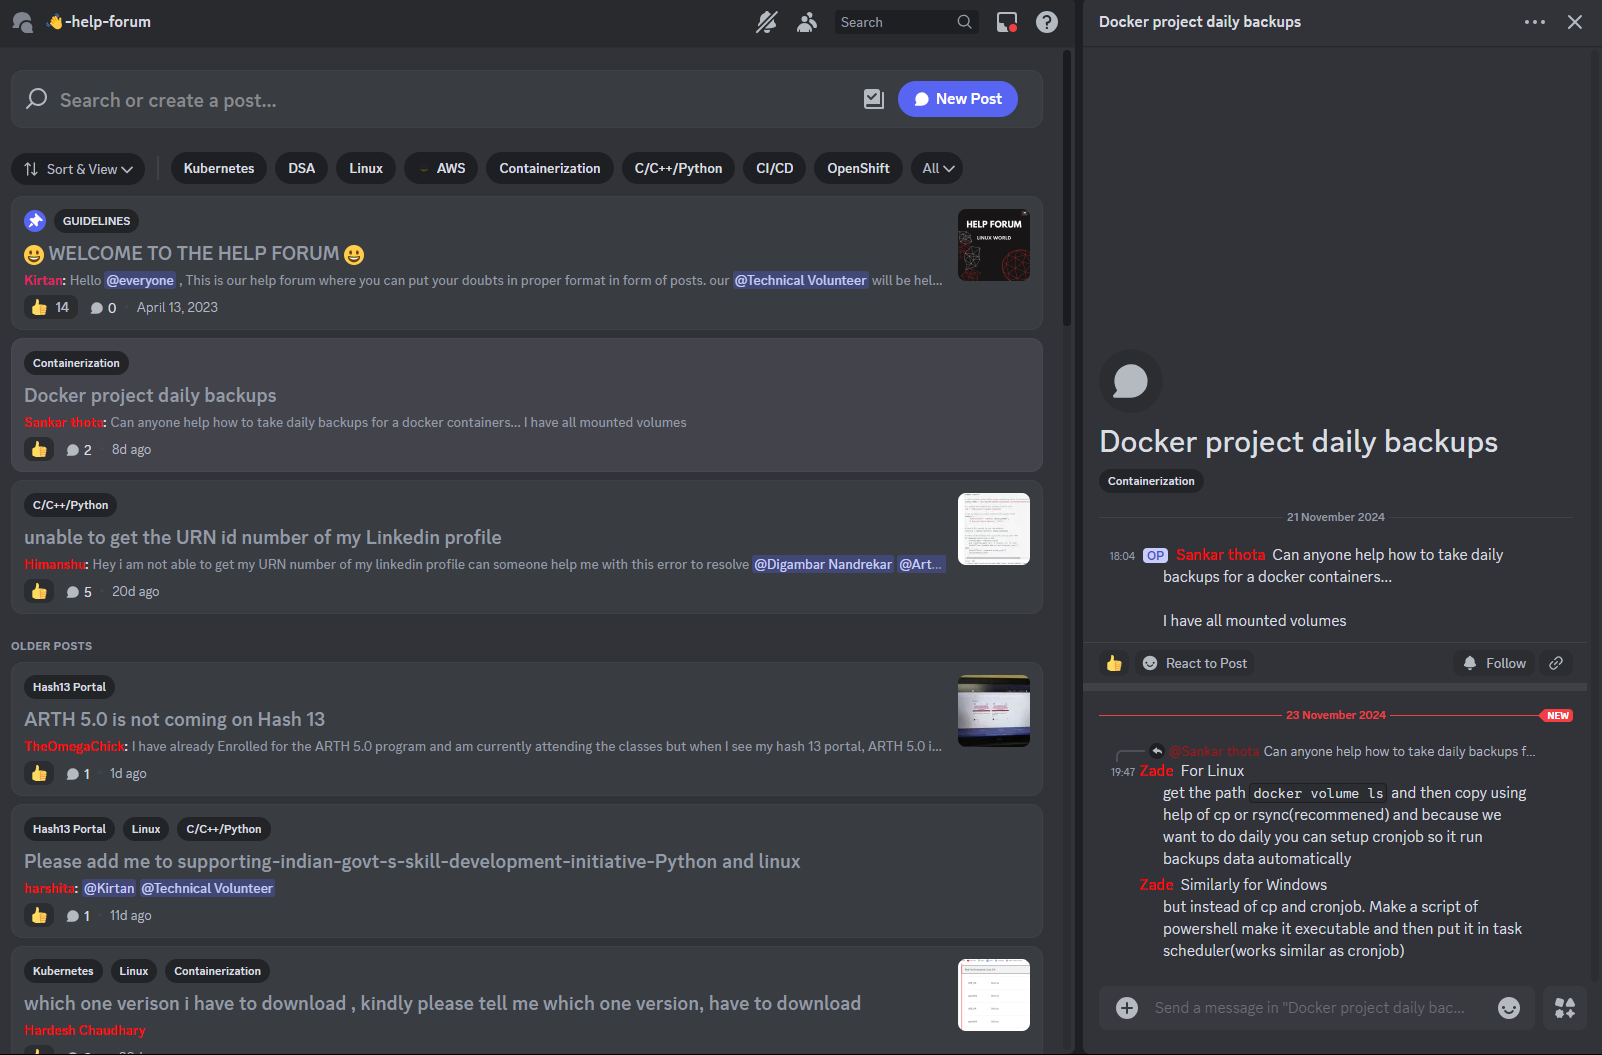 👋-help-forum
Search
Docker project daily backups
Search or create a post...
New Post
Sort & View
Kubernetes
DSA
Linux
AWS
Containerization
C/C++/Python
CI/CD
OpenShift
All
GUIDELINES
😀 WELCOME TO THE HELP FORUM 😀
Kirtan: Hello @everyone , This is our help forum where you can put your doubts in proper format in form of posts. our @Technical Volunteer will be hel...
👍 14 0 April 13, 2023
HELP FORUM
LINUX WORLD
Containerization
Docker project daily backups
Sankar thota: Can anyone help how to take daily backups for a docker containers... I have all mounted volumes
👍 2 8d ago
C/C++/Python
unable to get the URN id number of my Linkedin profile
Himanshu: Hey i am not able to get my URN number of my linkedin profile can someone help me with this error to resolve @Digambar Nandrekar @Art...
👍 5 20d ago
OLDER POSTS
Hash13 Portal
ARTH 5.0 is not coming on Hash 13
TheOmegaChick: I have already Enrolled for the ARTH 5.0 program and am currently attending the classes but when I see my hash 13 portal, ARTH 5.0 i...
👍 1 1d ago
Hash13 Portal Linux C/C++/Python
Please add me to supporting-indian-govt-s-skill-development-initiative-Python and linux
harshita: @Kirtan @Technical Volunteer
👍 1 11d ago
Kubernetes Linux Containerization
which one verison i have to download , kindly please tell me which one version, have to download
Hardesh Chaudhary
Docker project daily backups
Containerization
21 November 2024
18:04 OP Sankar thota Can anyone help how to take daily
backups for a docker containers...
I have all mounted volumes
👍 React to Post Follow
23 November 2024 NEW
@Sankar thota Can anyone help how to take daily backups f...
19:47 Zade For Linux
get the path docker volume ls and then copy using
help of cp or rsync(recommened) and because we
want to do daily you can setup cronjob so it run
backups data automatically
Zade Similarly for Windows
but instead of cp and cronjob. Make a script of
powershell make it executable and then put it in task
scheduler(works similar as cronjob)
Send a message in "Docker project daily bac...